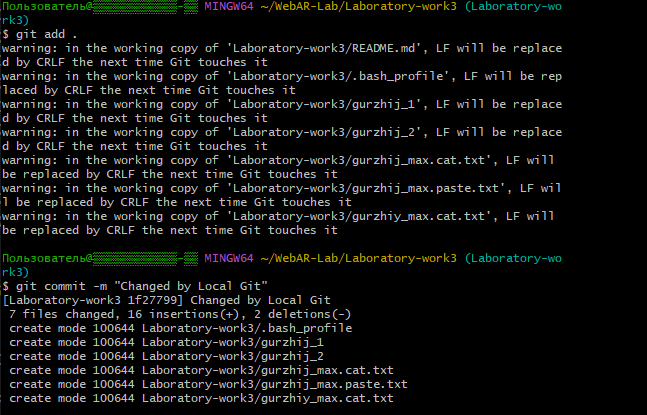 Пользователь@▒▒▒▒▒▒▒▒▒▒▒▒-▒▒ MINGW64 ~/WebAR-Lab/Laboratory-work3 (Laboratory-wo
rk3)
$ git add .
warning: in the working copy of 'Laboratory-work3/README.md', LF will be replace
d by CRLF the next time Git touches it
warning: in the working copy of 'Laboratory-work3/.bash_profile', LF will be rep
laced by CRLF the next time Git touches it
warning: in the working copy of 'Laboratory-work3/gurzhij_1', LF will be replace
d by CRLF the next time Git touches it
warning: in the working copy of 'Laboratory-work3/gurzhij_2', LF will be replace
d by CRLF the next time Git touches it
warning: in the working copy of 'Laboratory-work3/gurzhij_max.cat.txt', LF will
be replaced by CRLF the next time Git touches it
warning: in the working copy of 'Laboratory-work3/gurzhij_max.paste.txt', LF wil
l be replaced by CRLF the next time Git touches it
warning: in the working copy of 'Laboratory-work3/gurzhiy_max.cat.txt', LF will
be replaced by CRLF the next time Git touches it
Пользователь@▒▒▒▒▒▒▒▒▒▒▒▒-▒▒ MINGW64 ~/WebAR-Lab/Laboratory-work3 (Laboratory-wo
rk3)
$ git commit -m "Changed by Local Git"
[Laboratory-work3 1f27799] Changed by Local Git
 7 files changed, 16 insertions(+), 2 deletions(-)
 create mode 100644 Laboratory-work3/.bash_profile
 create mode 100644 Laboratory-work3/gurzhij_1
 create mode 100644 Laboratory-work3/gurzhij_2
 create mode 100644 Laboratory-work3/gurzhij_max.cat.txt
 create mode 100644 Laboratory-work3/gurzhij_max.paste.txt
 create mode 100644 Laboratory-work3/gurzhiy_max.cat.txt